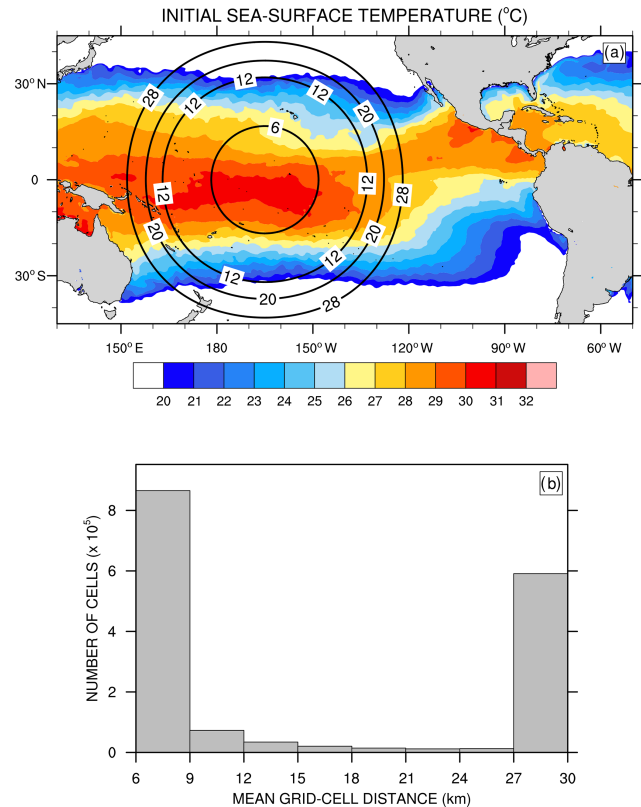 INITIAL SEA-SURFACE TEMPERATURE (°C)
(a)
30°N
0
30°S
28 12 12 20
12 6
12 12 28
20 12 12 20
20 28
150°E 180 150°W 120°W 90°W 60°W
20 21 22 23 24 25 26 27 28 29 30 31 32
(b)
NUMBER OF CELLS (x 10⁵)
8
6
4
2
0
6 9 12 15 18 21 24 27 30
MEAN GRID-CELL DISTANCE (km)